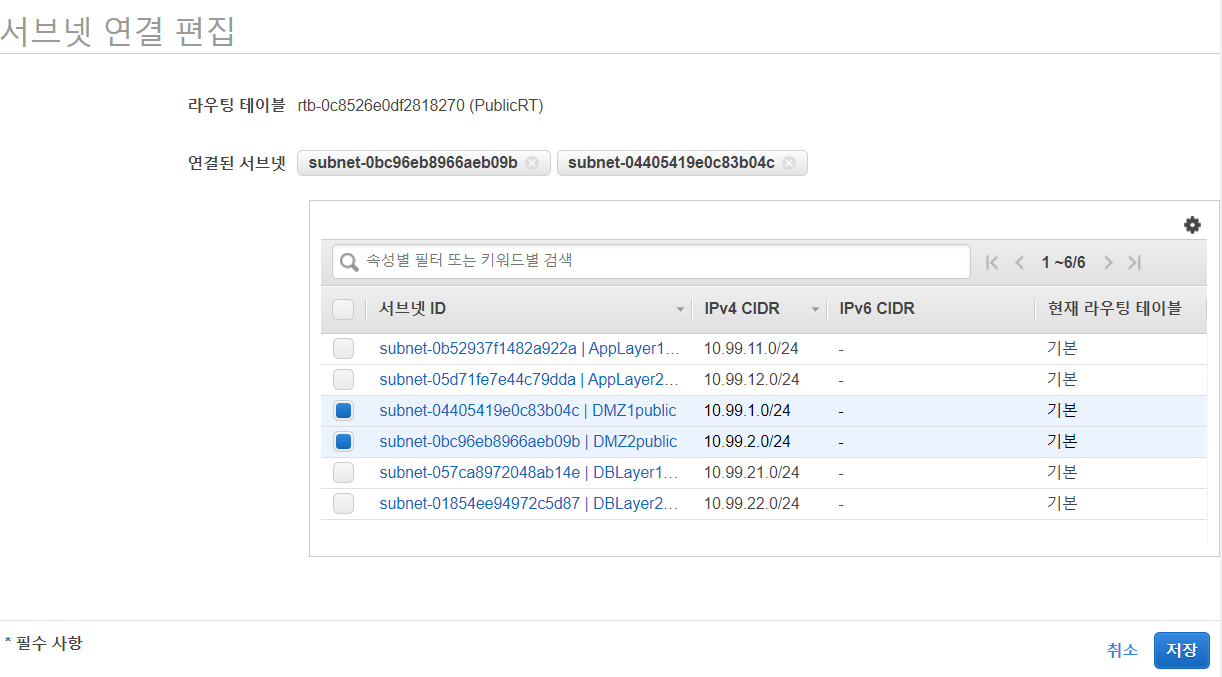 서브넷 연결 편집
라우팅 테이블 rtb-0c8526e0df2818270 (PublicRT)
연결된 서브넷 subnet-0bc96eb8966aeb09b subnet-04405419e0c83b04c
속성별 필터 또는 키워드별 검색 1 ~6/6
서브넷 ID IPv4 CIDR IPv6 CIDR 현재 라우팅 테이블
subnet-0b52937f1482a922a | AppLayer1... 10.99.11.0/24 - 기본
subnet-05d71fe7e44c79dda | AppLayer2... 10.99.12.0/24 - 기본
subnet-04405419e0c83b04c | DMZ1public 10.99.1.0/24 - 기본
subnet-0bc96eb8966aeb09b | DMZ2public 10.99.2.0/24 - 기본
subnet-057ca8972048ab14e | DBLayer1... 10.99.21.0/24 - 기본
subnet-01854ee94972c5d87 | DBLayer2... 10.99.22.0/24 - 기본
* 필수 사항
취소 저장